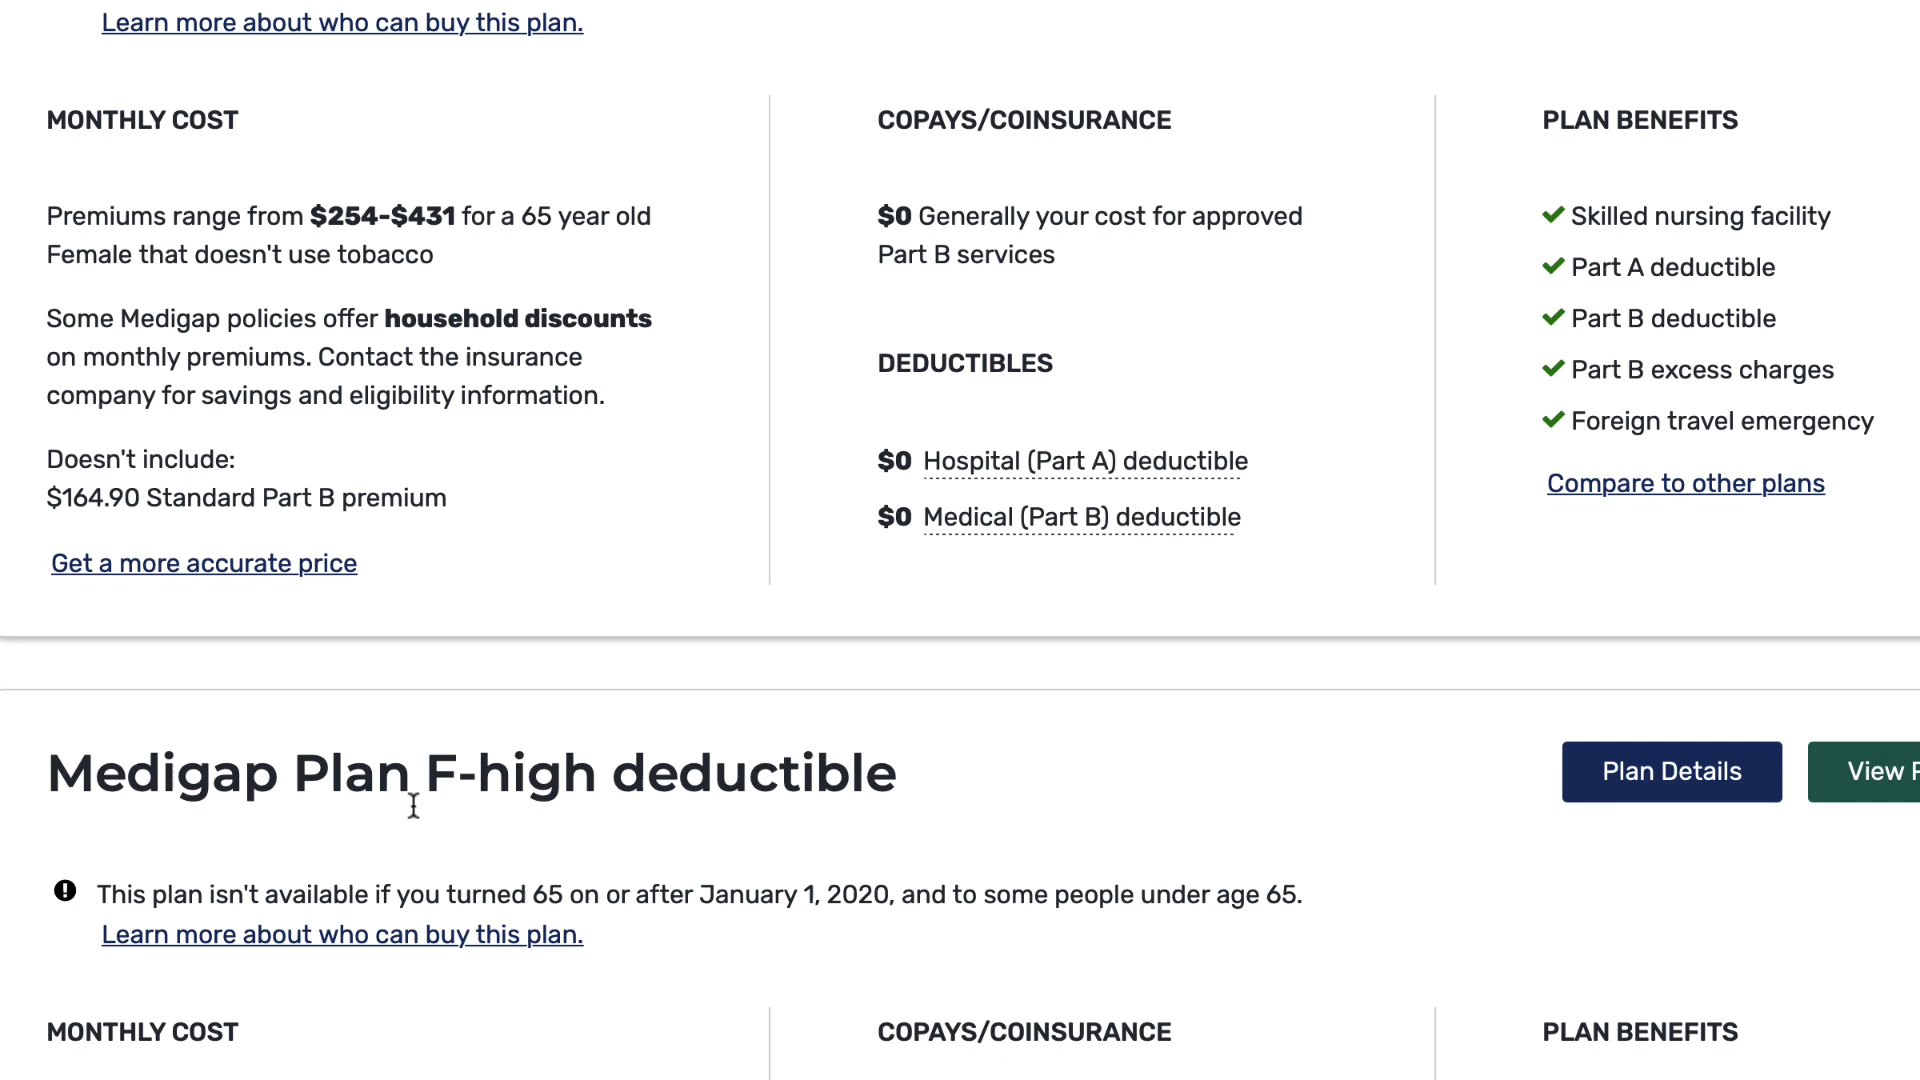 Learn more about who can buy this plan.
MONTHLY COST
Premiums range from $254-$431 for a 65 year old
Female that doesn't use tobacco
Some Medigap policies offer household discounts
on monthly premiums. Contact the insurance
company for savings and eligibility information.
Doesn't include:
$164.90 Standard Part B premium
Get a more accurate price
COPAYS/COINSURANCE
$0 Generally your cost for approved
Part B services
DEDUCTIBLES
$0 Hospital (Part A) deductible
$0 Medical (Part B) deductible
PLAN BENEFITS
Skilled nursing facility
Part A deductible
Part B deductible
Part B excess charges
Foreign travel emergency
Compare to other plans
Medigap Plan F-high deductible
Plan Details
View
This plan isn't available if you turned 65 on or after January 1, 2020, and to some people under age 65.
Learn more about who can buy this plan.
MONTHLY COST
COPAYS/COINSURANCE
PLAN BENEFITS